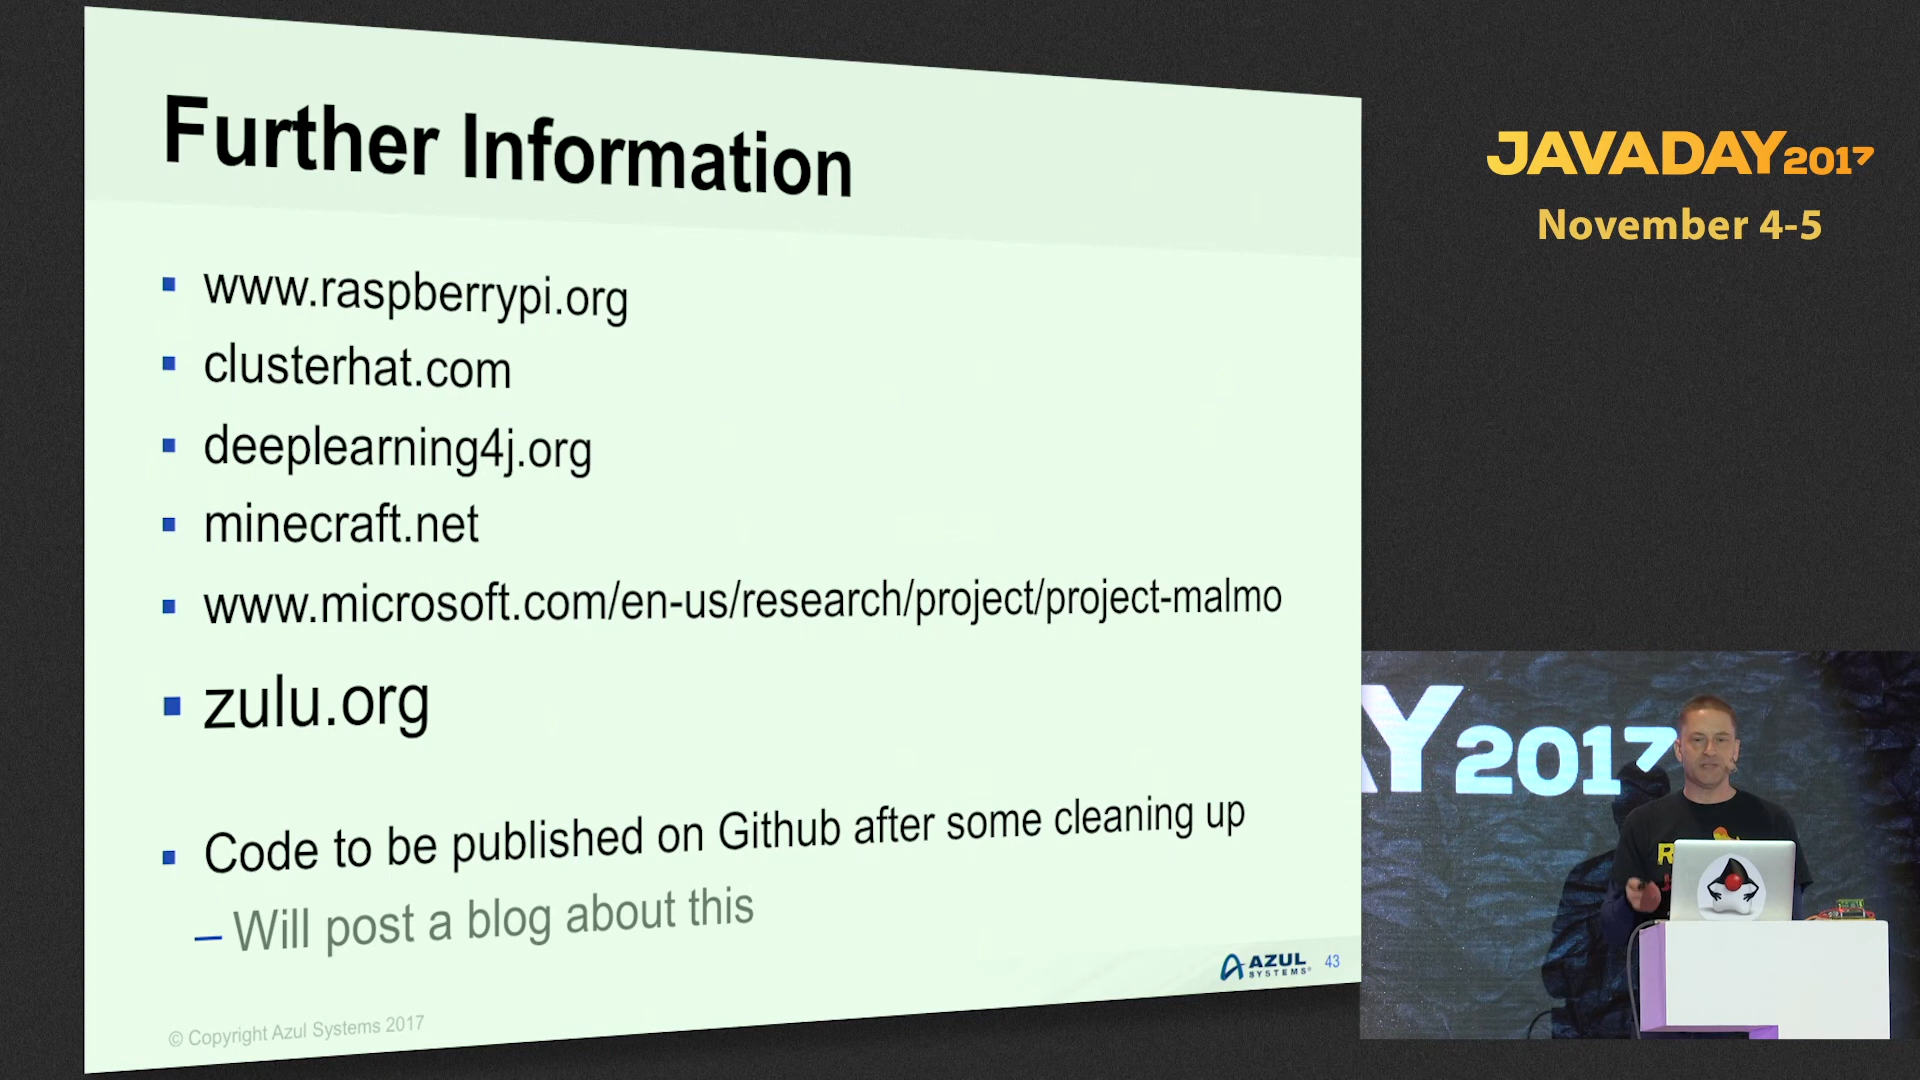 Further Information
www.raspberrypi.org
clusterhat.com
deeplearning4j.org
minecraft.net
www.microsoft.com/en-us/research/project/project-malmo
zulu.org
Code to be published on Github after some cleaning up
– Will post a blog about this
AZUL
SYSTEMS®
43
© Copyright Azul Systems 2017
JAVADAY2017
November 4-5
AY2017
R